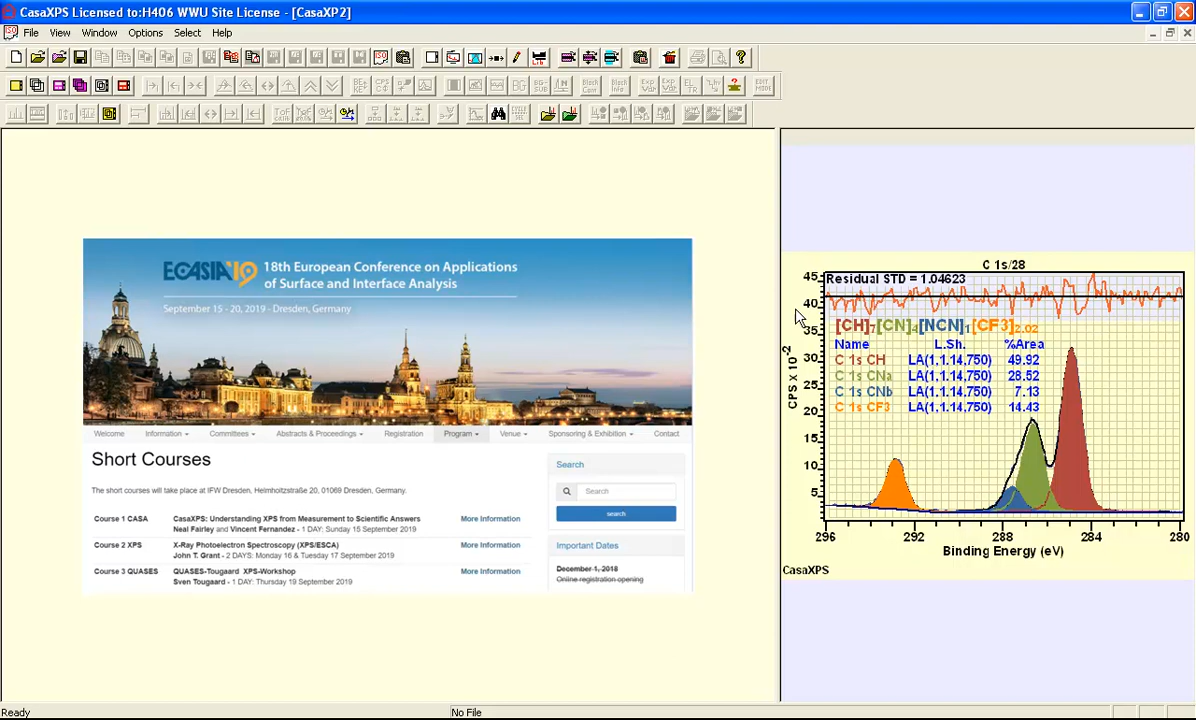 CasaXPS Licensed to:H406 WWU Site License - [CasaXP2]
File View Window Options Select Help
ECASIA'19 18th European Conference on Applications
of Surface and Interface Analysis
September 15 - 20, 2019 - Dresden, Germany
Welcome Information Committees Abstracts & Proceedings Registration Program Venue Sponsoring & Exhibition Contact
Short Courses
The short courses will take place at IFW Dresden, Helmholtzstraße 20, 01069 Dresden, Germany.
Course 1 CASA CasaXPS: Understanding XPS from Measurement to Scientific Answers More Information
Neal Fairley and Vincent Fernandez - 1 DAY: Sunday 15 September 2019
Course 2 XPS X-Ray Photoelectron Spectroscopy (XPS/ESCA) More Information
John T. Grant - 2 DAYS: Monday 16 & Tuesday 17 September 2019
Course 3 QUASES QUASES-Tougaard XPS-Workshop More Information
Sven Tougaard - 1 DAY: Thursday 19 September 2019
Search
Search
search
Important Dates
December 1, 2018
Online registration opening
C 1s/28
Residual STD = 1.04623
[CH]7[CN]4[NCN]1[CF3]2.02
Name L.Sh. %Area
C 1s CH LA(1,1.14,750) 49.92
C 1s CNa LA(1,1.14,750) 28.52
C 1s CNb LA(1,1.14,750) 7.13
C 1s CF3 LA(1,1.14,750) 14.43
CPS x 10-2
45
40
35
30
25
20
15
10
5
296 292 288 284 280
Binding Energy (eV)
CasaXPS
Ready No File